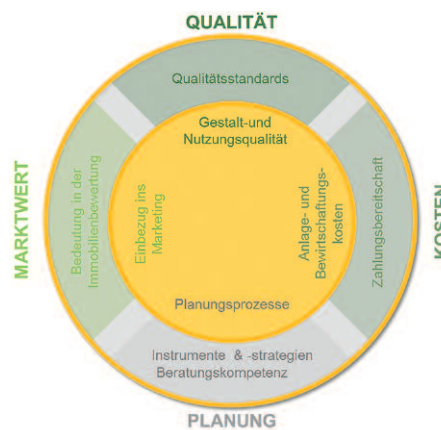 QUALITÄT
Qualitätsstandards
Gestalt-und
Nutzungsqualität
MARKTWERT
Bedeutung in der
Immobilienbewertung
Einbezug ins
Marketing
Anlage- und
Bewirtschaftungs-
kosten
Zahlungsbereitschaft
KOSTEN
Planungsprozesse
Instrumente & -strategien
Beratungskompetenz
PLANUNG